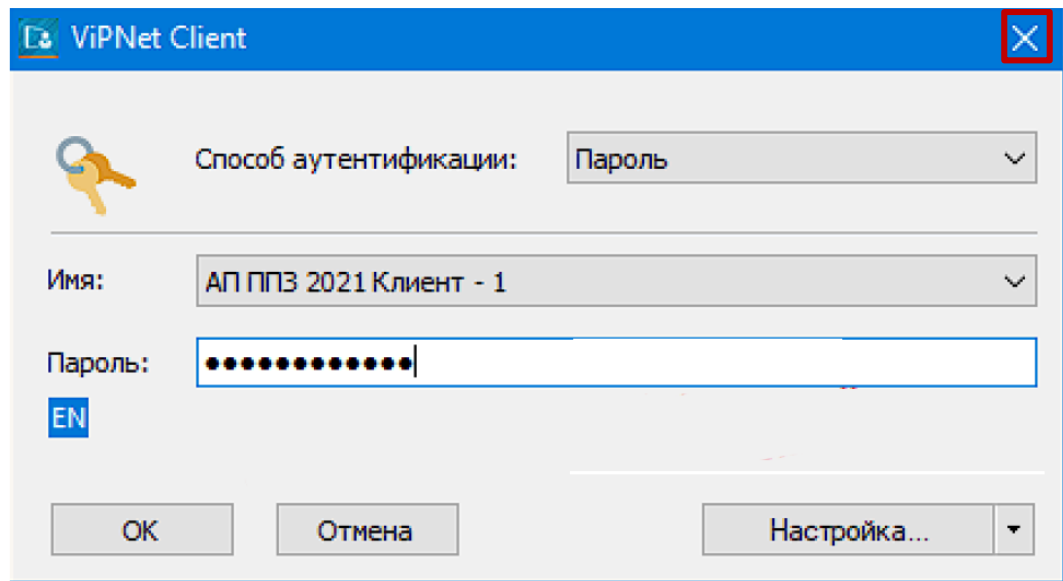 ViPNet Client
Способ аутентификации: Пароль
Имя: АП ППЗ 2021 Клиент - 1
Пароль: ●●●●●●●●●●●●
EN
OK Отмена Настройка...